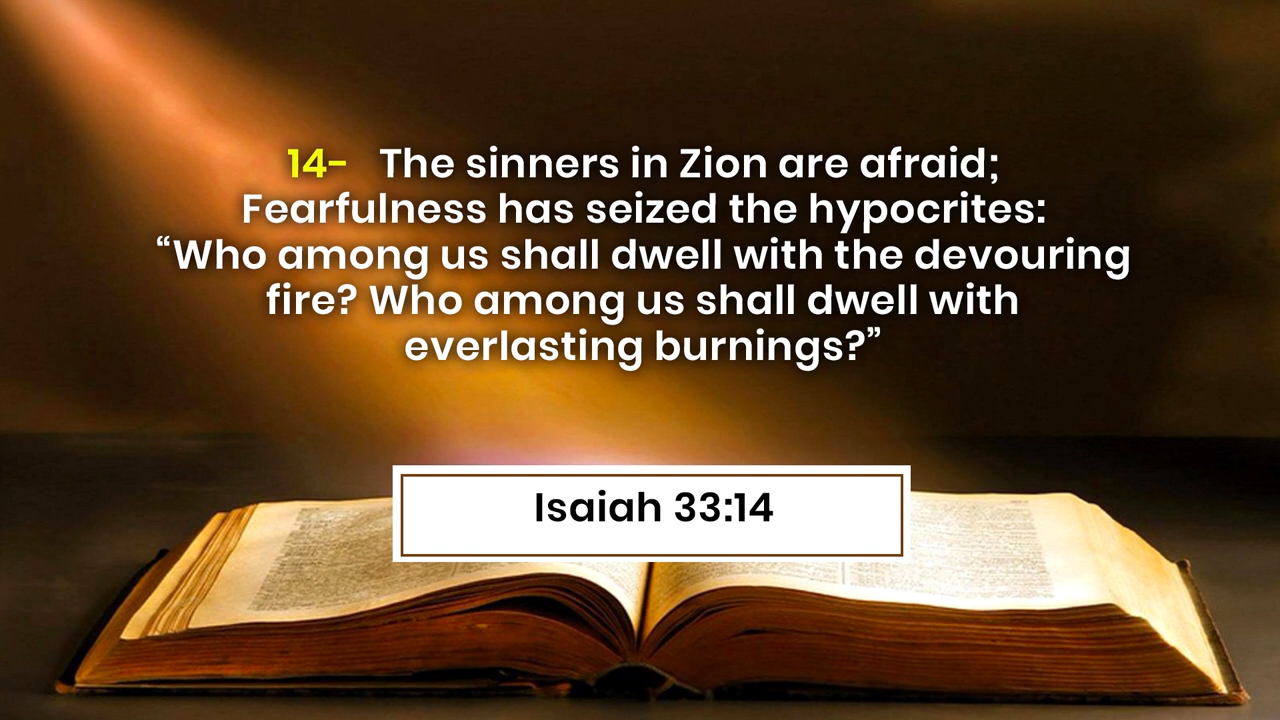 14- The sinners in Zion are afraid;
Fearfulness has seized the hypocrites:
“Who among us shall dwell with the devouring
fire? Who among us shall dwell with
everlasting burnings?”
Isaiah 33:14